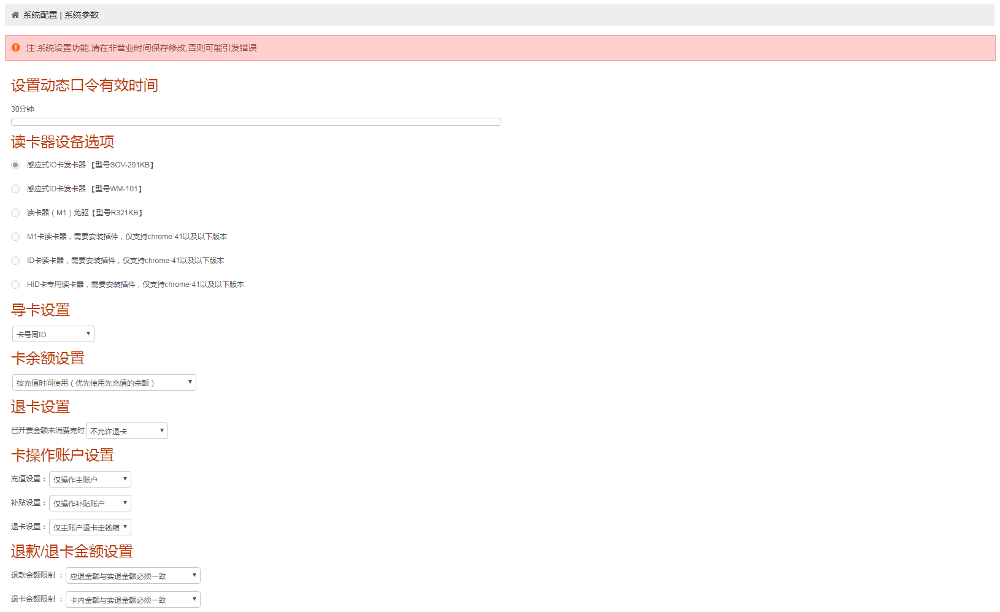 系统配置 | 系统参数
注:系统设置功能,请在非营业时间保存修改,否则可能引发错误
设置动态口令有效时间
30分钟
读卡器设备选项
感应式IC卡发卡器 【型号SOV-201KB】
感应式ID卡发卡器 【型号WM-101】
读卡器（M1）免驱【型号R321KB】
M1卡读卡器，需要安装插件，仅支持chrome-41以及以下版本
ID卡读卡器，需要安装插件，仅支持chrome-41以及以下版本
HID卡专用读卡器，需要安装插件，仅支持chrome-41以及以下版本
导卡设置
卡号同ID
卡余额设置
按充值时间使用（优先使用先充值的余额）
退卡设置
已开票金额未消费完时 不允许退卡
卡操作账户设置
充值设置： 仅操作主账户
补贴设置： 仅操作补贴账户
退卡设置： 仅主账户退卡走钱箱
退款/退卡金额设置
退款金额限制 ： 应退金额与实退金额必须一致
退卡金额限制 ： 卡内金额与实退金额必须一致